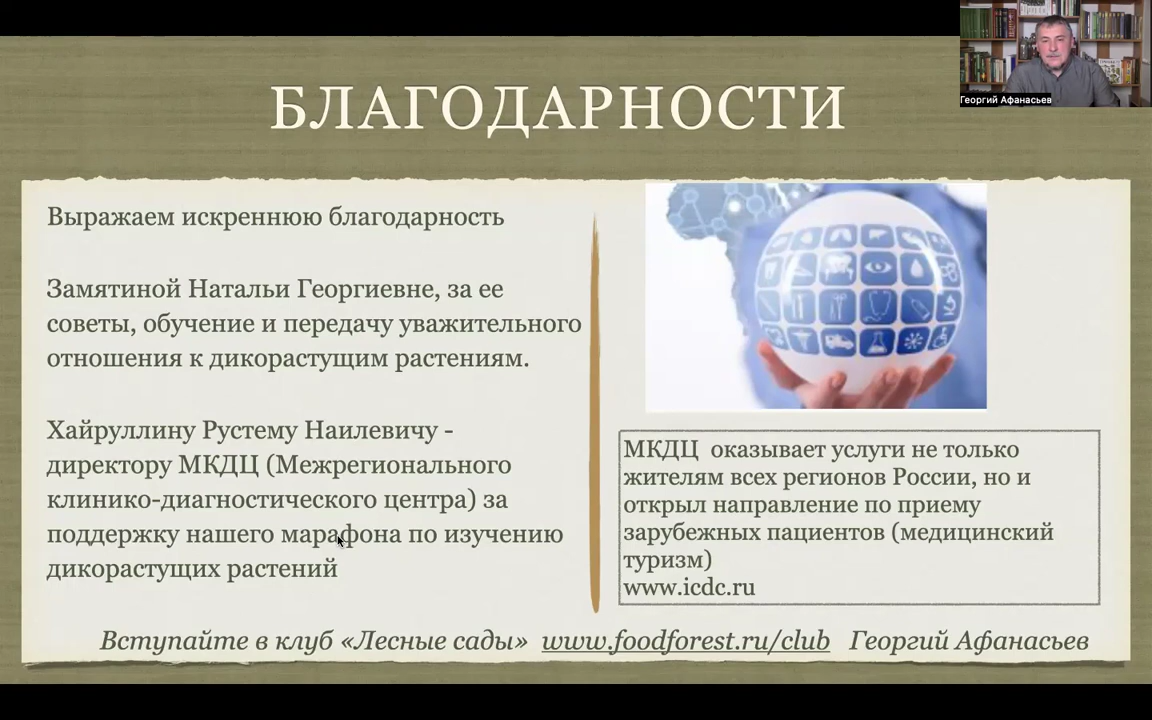 Георгий Афанасьев
БЛАГОДАРНОСТИ
Выражаем искреннюю благодарность
Замятиной Натальи Георгиевне, за ее
советы, обучение и передачу уважительного
отношения к дикорастущим растениям.
Хайруллину Рустему Наилевичу -
директору МКДЦ (Межрегионального
клинико-диагностического центра) за
поддержку нашего марафона по изучению
дикорастущих растений
МКДЦ оказывает услуги не только
жителям всех регионов России, но и
открыл направление по приему
зарубежных пациентов (медицинский
туризм)
www.icdc.ru
Вступайте в клуб «Лесные сады» www.foodforest.ru/club Георгий Афанасьев